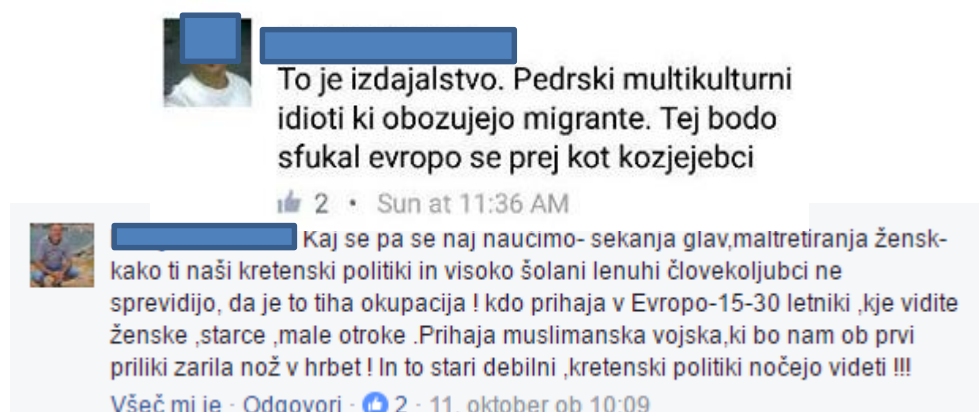 To je izdajalstvo. Pedrski multikulturni
idioti ki obozujejo migrante. Tej bodo
sfukal evropo se prej kot kozjejebci
2 • Sun at 11:36 AM
Kaj se pa se naj naučimo- sekanja glav,maltretiranja žensk-
kako ti naši kretenski politiki in visoko šolani lenuhi človekoljubci ne
sprevidijo, da je to tiha okupacija ! kdo prihaja v Evropo-15-30 letniki ,kje vidite
ženske ,starce ,male otroke .Prihaja muslimanska vojska,ki bo nam ob prvi
priliki zarila nož v hrbet ! In to stari debilni ,kretenski politiki nočejo videti !!!
Všeč mi je · Odgovori · 2 · 11. oktober ob 10:09